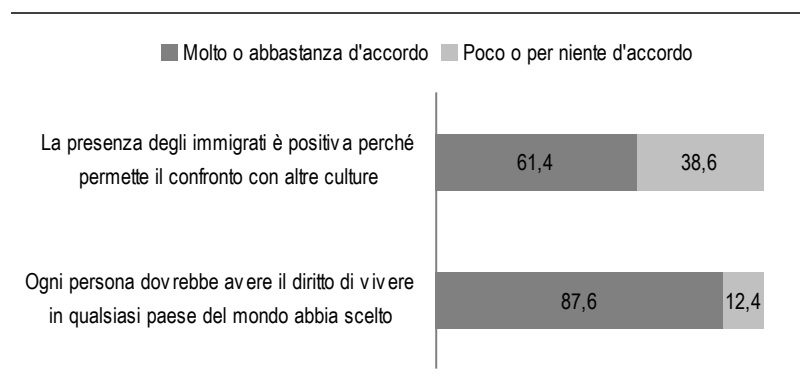 Molto o abbastanza d'accordo Poco o per niente d'accordo
La presenza degli immigrati è positiva perché
permette il confronto con altre culture
61,4 38,6
Ogni persona dovrebbe avere il diritto di vivere
in qualsiasi paese del mondo abbia scelto
87,6 12,4